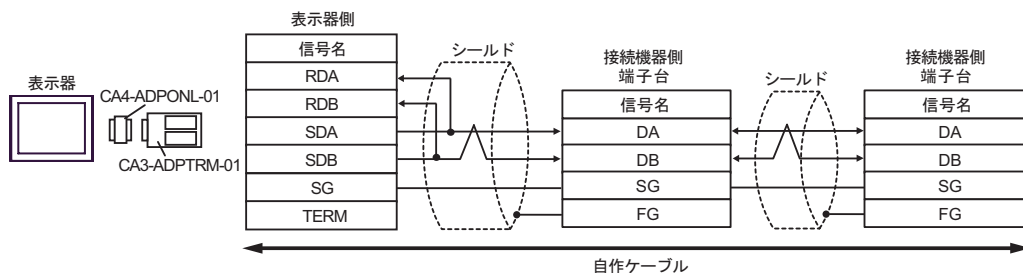 表示器
CA4-ADPONL-01
CA3-ADPTRM-01
表示器側
信号名
RDA
RDB
SDA
SDB
SG
TERM
シールド
接続機器側
端子台
信号名
DA
DB
SG
FG
シールド
接続機器側
端子台
信号名
DA
DB
SG
FG
自作ケーブル